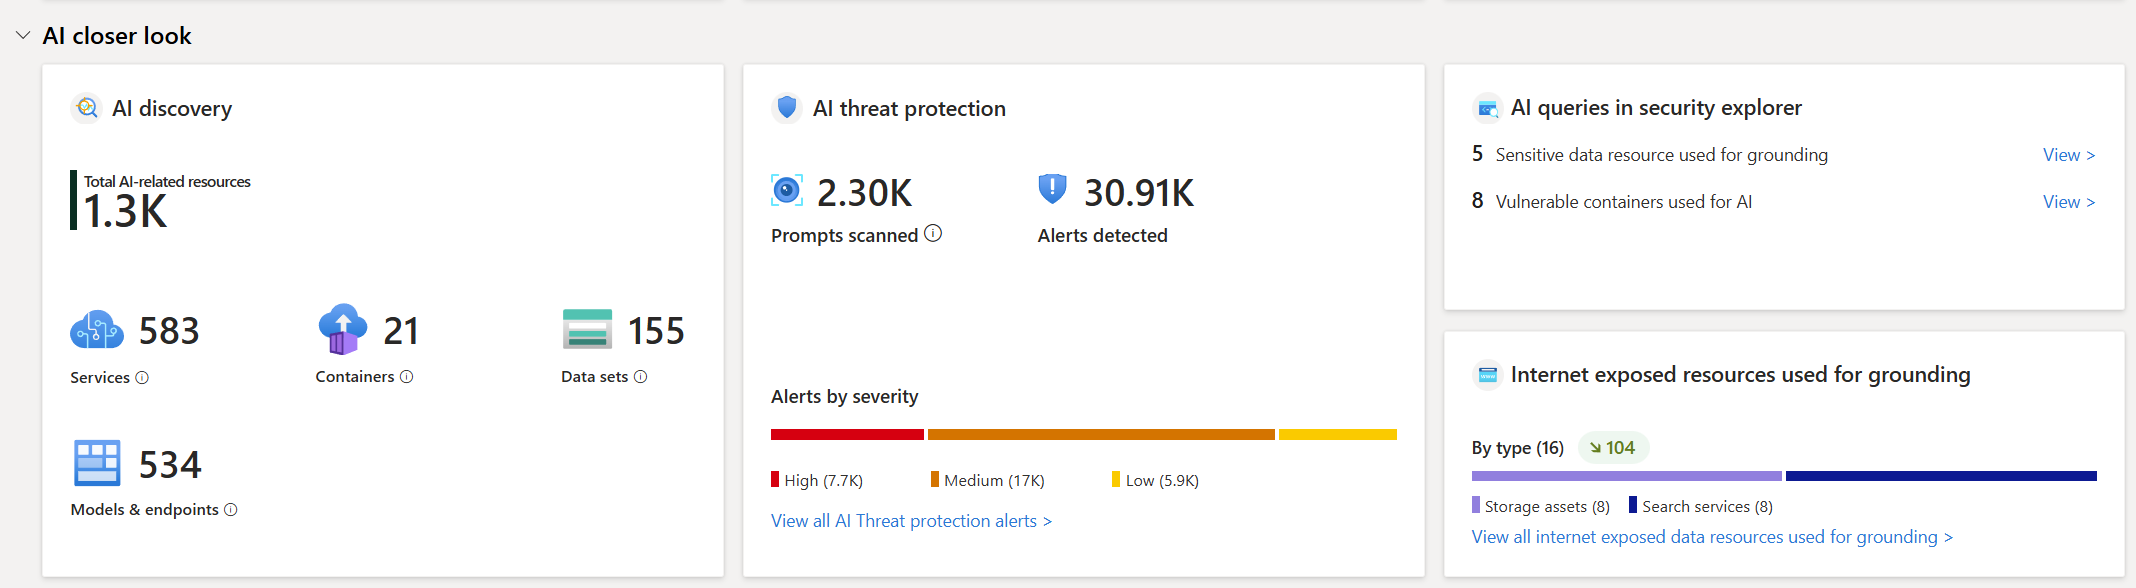 AI closer look
AI discovery
Total AI-related resources
1.3K
583
Services
21
Containers
155
Data sets
534
Models & endpoints
AI threat protection
2.30K
Prompts scanned
30.91K
Alerts detected
Alerts by severity
High (7.7K)
Medium (17K)
Low (5.9K)
View all AI Threat protection alerts >
AI queries in security explorer
5 Sensitive data resource used for grounding View >
8 Vulnerable containers used for AI View >
Internet exposed resources used for grounding
By type (16) 104
Storage assets (8) Search services (8)
View all internet exposed data resources used for grounding >